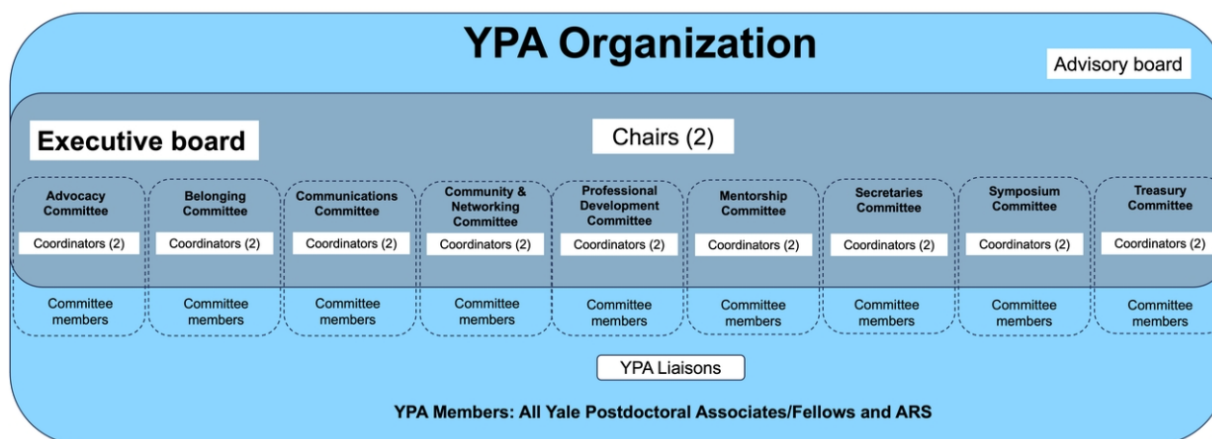 YPA Organization
Advisory board
Executive board
Chairs (2)
Advocacy
Committee
Belonging
Committee
Communications
Committee
Community &
Networking
Committee
Professional
Development
Committee
Mentorship
Committee
Secretaries
Committee
Symposium
Committee
Treasury
Committee
Coordinators (2)
Coordinators (2)
Coordinators (2)
Coordinators (2)
Coordinators (2)
Coordinators (2)
Coordinators (2)
Coordinators (2)
Coordinators (2)
Committee
members
Committee
members
Committee
members
Committee
members
Committee
members
Committee
members
Committee
members
Committee
members
Committee
members
YPA Liaisons
YPA Members: All Yale Postdoctoral Associates/Fellows and ARS